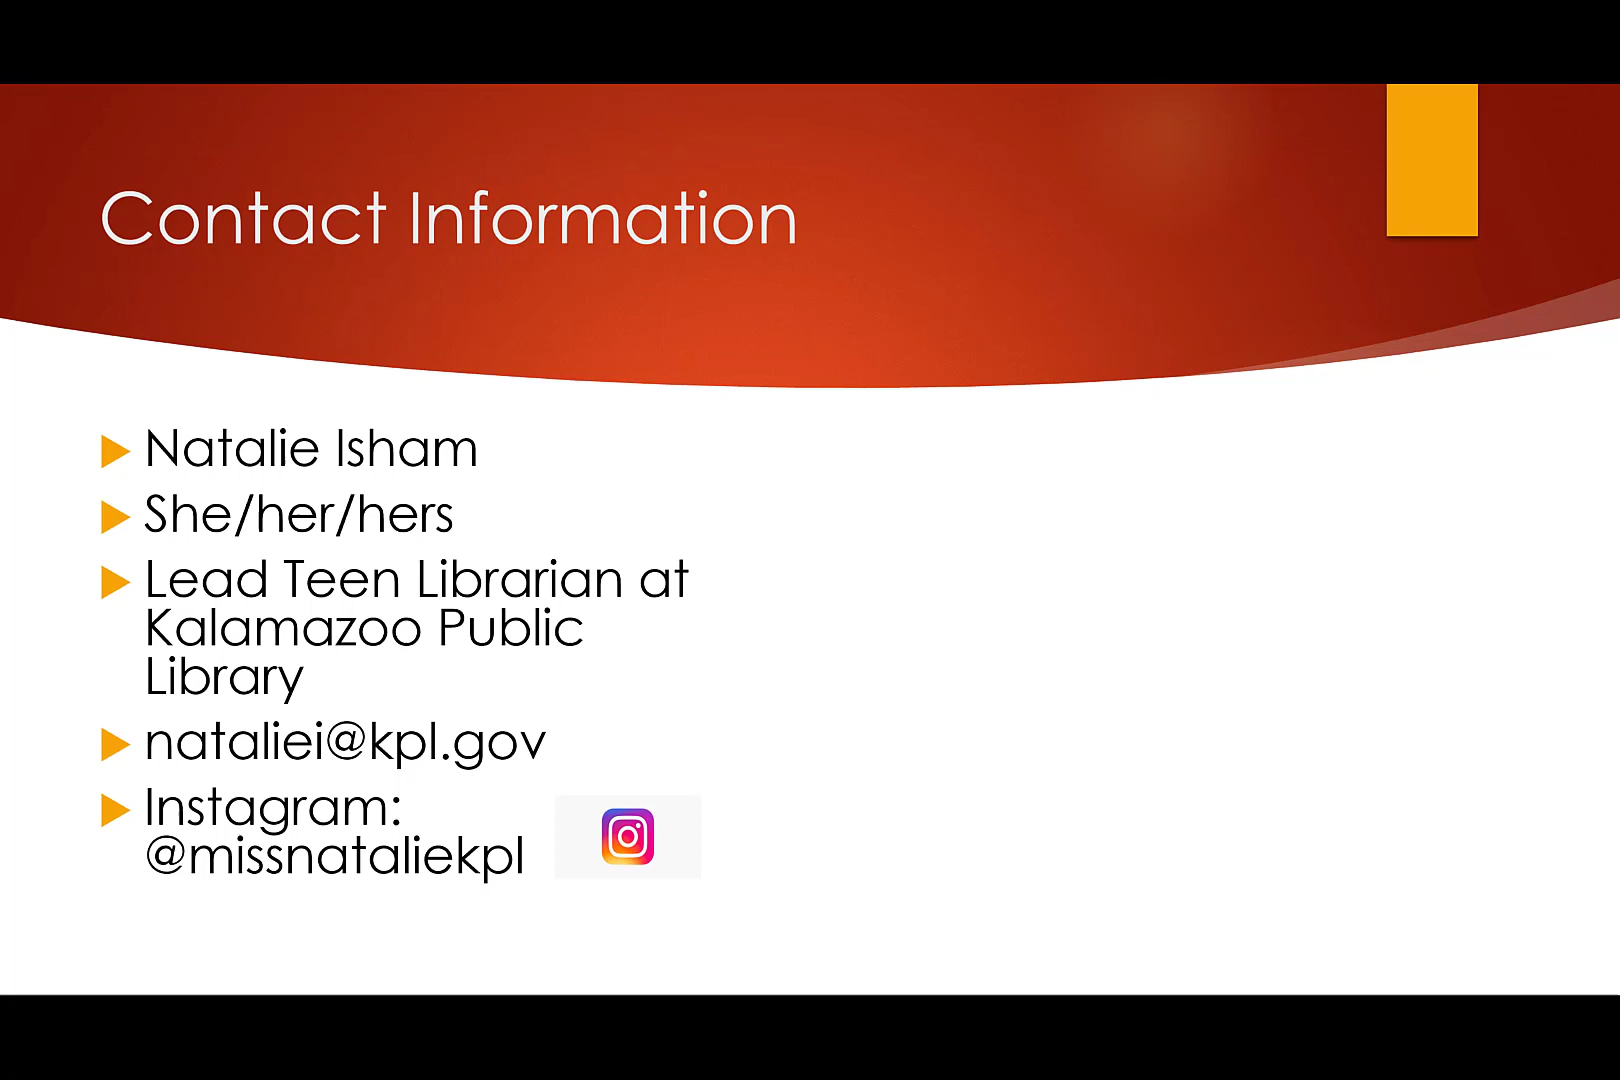 Contact Information
Natalie Isham
She/her/hers
Lead Teen Librarian at
Kalamazoo Public
Library
nataliei@kpl.gov
Instagram:
@missnataliekpl